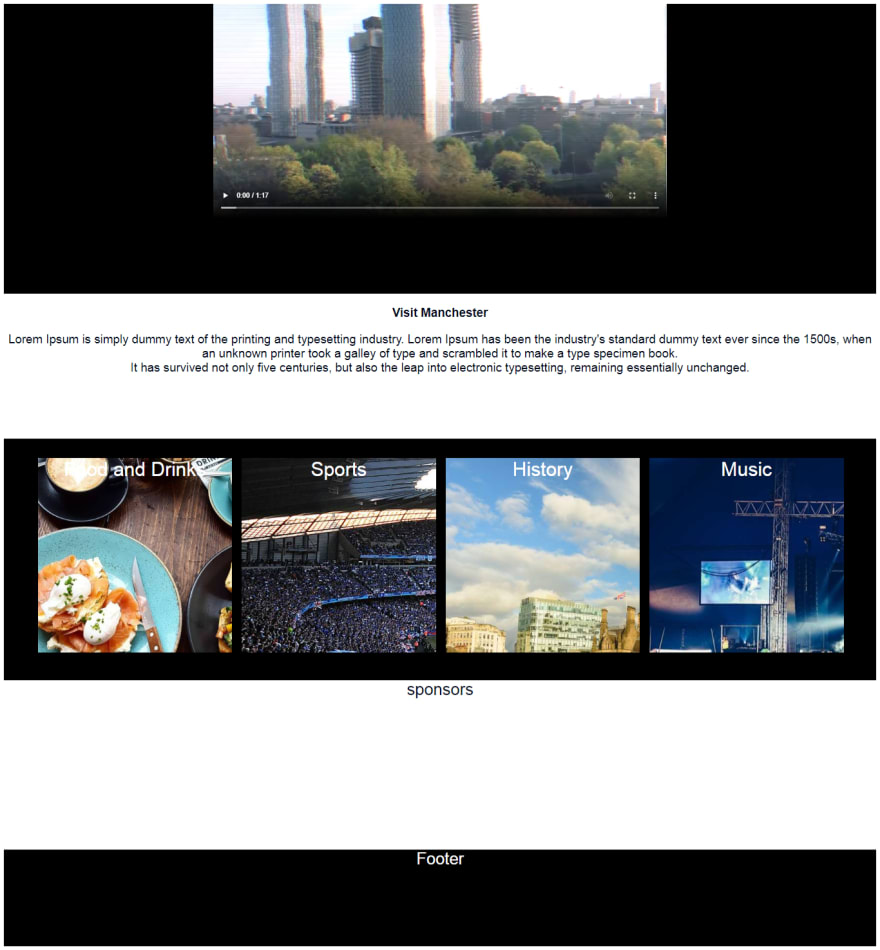 0:00 / 1:17
Visit Manchester
Lorem Ipsum is simply dummy text of the printing and typesetting industry. Lorem Ipsum has been the industry's standard dummy text ever since the 1500s, when
an unknown printer took a galley of type and scrambled it to make a type specimen book.
It has survived not only five centuries, but also the leap into electronic typesetting, remaining essentially unchanged.
Food and Drink
Sports
History
Music
sponsors
Footer